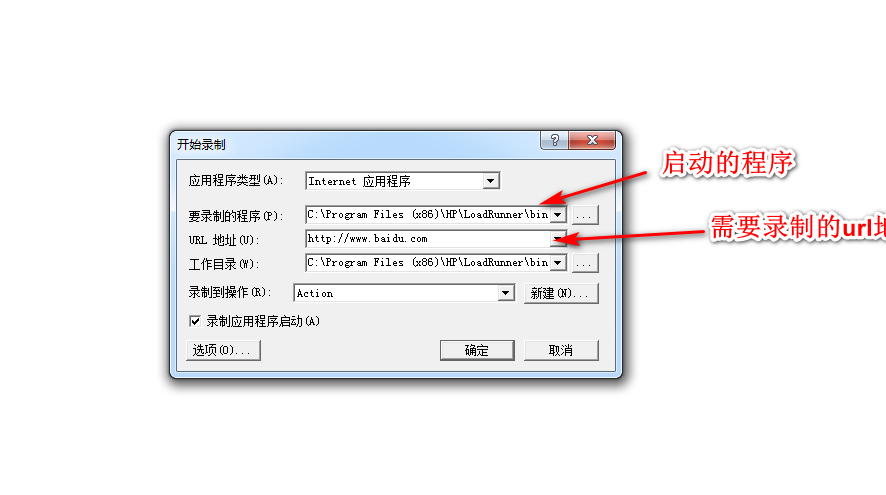 开始录制
启动的程序
应用程序类型(A): Internet 应用程序
要录制的程序(P): C:\Program Files (x86)\HP\LoadRunner\bin ...
需要录制的url
URL 地址(U): http://www.baidu.com
工作目录(W): C:\Program Files (x86)\HP\LoadRunner\bin ...
录制到操作(R): Action 新建(N)...
录制应用程序启动(A)
选项(O)... 确定 取消